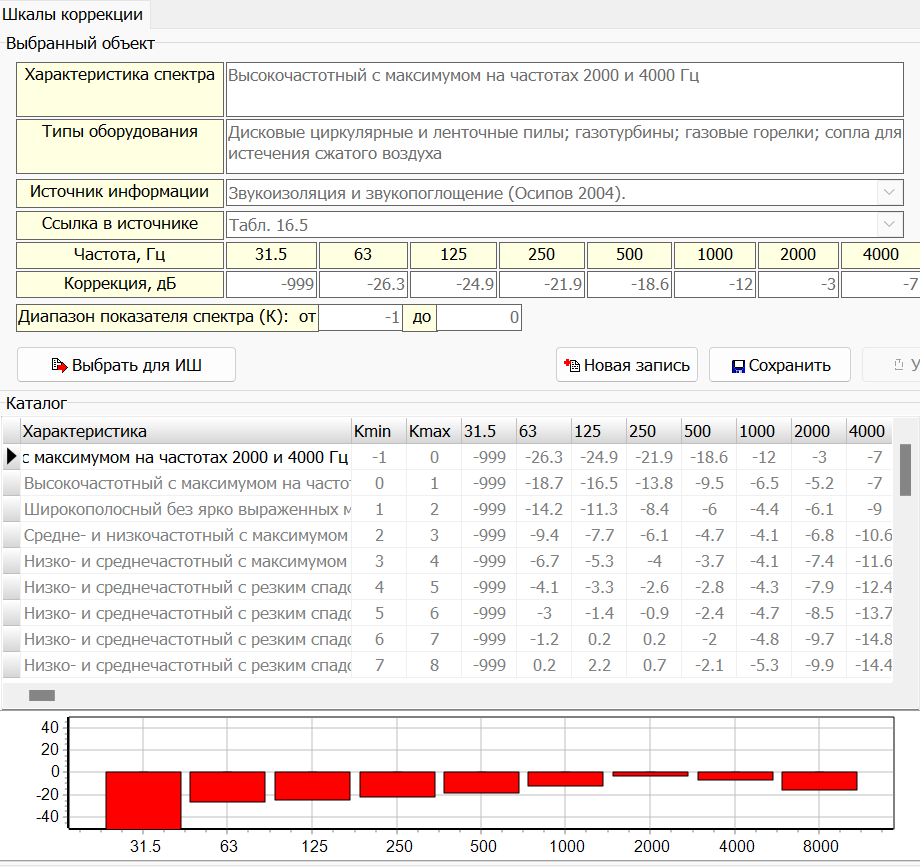 Шкалы коррекции
Выбранный объект
Характеристика спектра Высокочастотный с максимумом на частотах 2000 и 4000 Гц
Типы оборудования Дисковые циркулярные и ленточные пилы; газотурбины; газовые горелки; сопла для
истечения сжатого воздуха
Источник информации Звукоизоляция и звукопоглощение (Осипов 2004).
Ссылка в источнике Табл. 16.5
Частота, Гц 31.5 63 125 250 500 1000 2000 4000
Коррекция, дБ -999 -26.3 -24.9 -21.9 -18.6 -12 -3 -7
Диапазон показателя спектра (К): от -1 до 0
Выбрать для ИШ Новая запись Сохранить У
Каталог
Характеристика Kmin Kmax 31.5 63 125 250 500 1000 2000 4000
с максимумом на частотах 2000 и 4000 Гц -1 0 -999 -26.3 -24.9 -21.9 -18.6 -12 -3 -7
Высокочастотный с максимумом на часто 0 1 -999 -18.7 -16.5 -13.8 -9.5 -6.5 -5.2 -7
Широкополосный без ярко выраженных м 1 2 -999 -14.2 -11.3 -8.4 -6 -4.4 -6.1 -9
Средне- и низкочастотный с максимумом 2 3 -999 -9.4 -7.7 -6.1 -4.7 -4.1 -6.8 -10.6
Низко- и среднечастотный с максимумом 3 4 -999 -6.7 -5.3 -4 -3.7 -4.1 -7.4 -11.6
Низко- и среднечастотный с резким спадо 4 5 -999 -4.1 -3.3 -2.6 -2.8 -4.3 -7.9 -12.4
Низко- и среднечастотный с резким спадо 5 6 -999 -3 -1.4 -0.9 -2.4 -4.7 -8.5 -13.7
Низко- и среднечастотный с резким спадо 6 7 -999 -1.2 0.2 0.2 -2 -4.8 -9.7 -14.8
Низко- и среднечастотный с резким спадо 7 8 -999 0.2 2.2 0.7 -2.1 -5.3 -9.9 -14.4
40
20
0
-20
-40
31.5 63 125 250 500 1000 2000 4000 8000